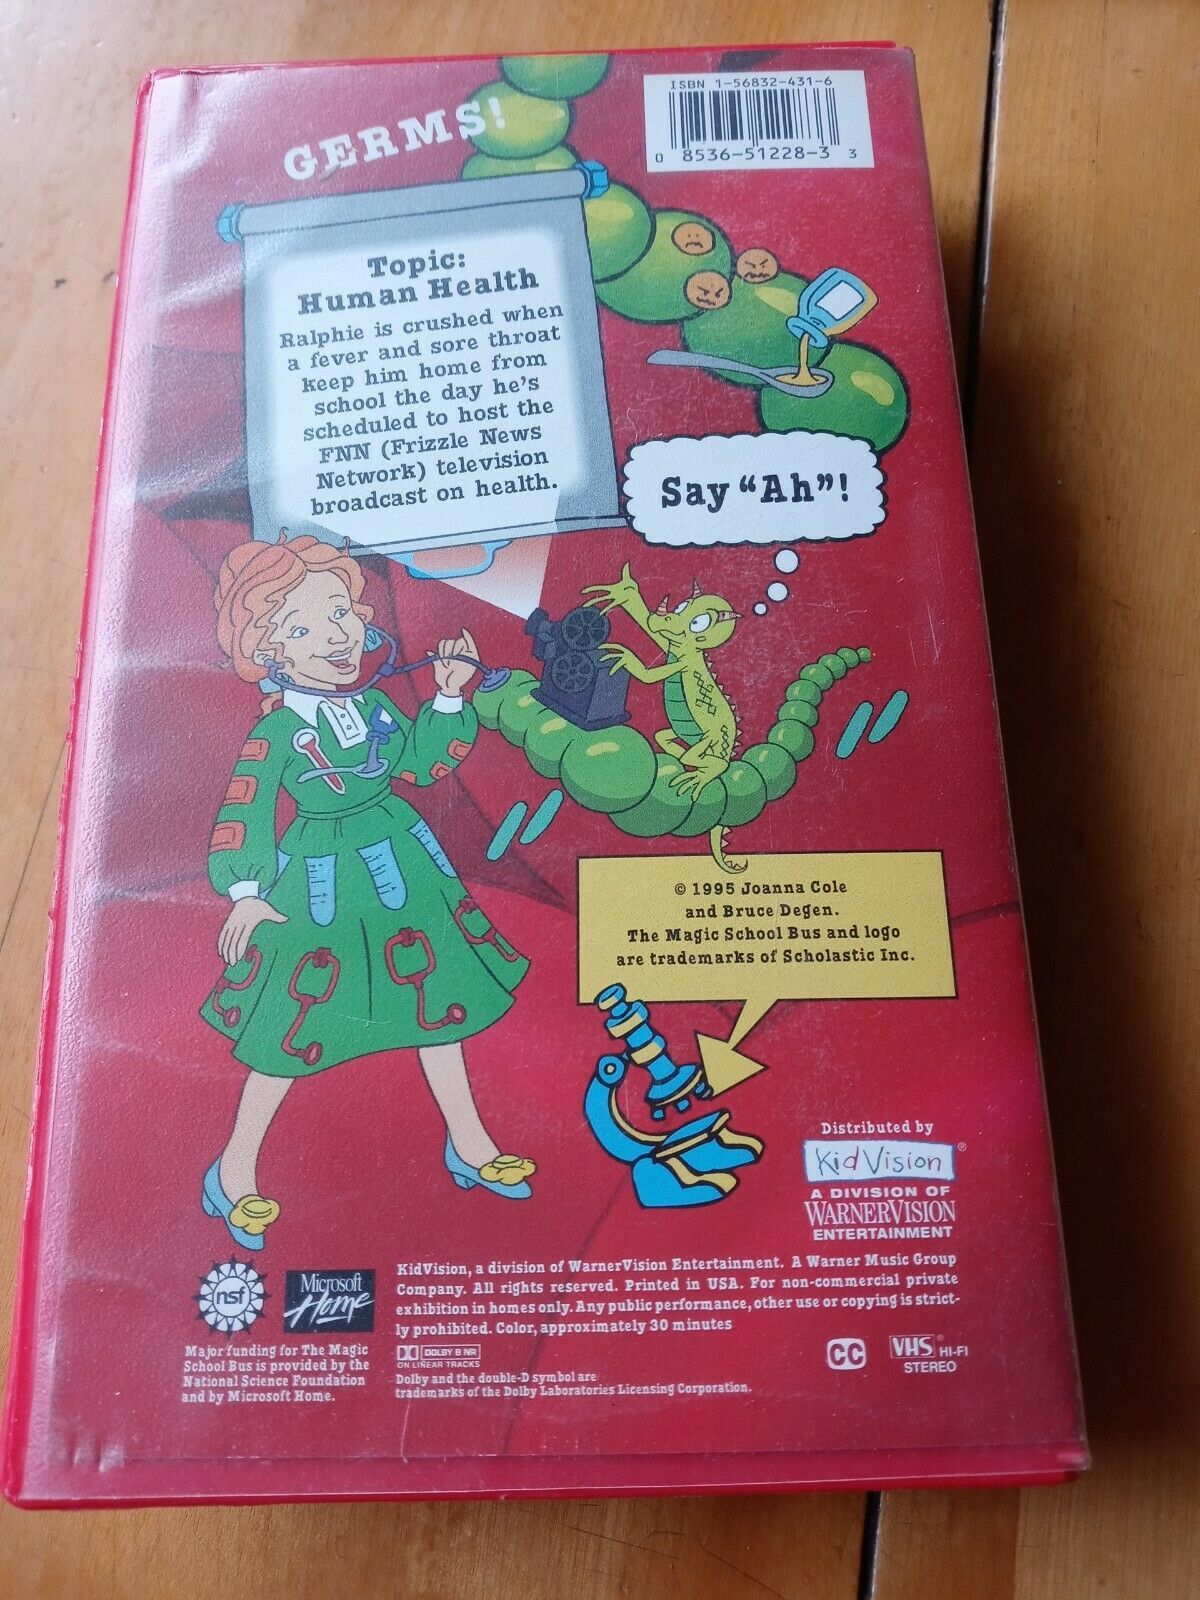 ISBN 1-56832-431-6
0 8536-51228-3 3
GERMS!
Topic:
Human Health
Ralphie is crushed when
a fever and sore throat
keep him home from
school the day he's
scheduled to host the
FNN (Frizzle News
Network) television
broadcast on health.
Say “Ah”!
© 1995 Joanna Cole
and Bruce Degen.
The Magic School Bus and logo
are trademarks of Scholastic Inc.
Distributed by
KidVision®
A DIVISION OF
WARNERVISION
ENTERTAINMENT
nsf
Microsoft
Home
Major funding for The Magic
School Bus is provided by the
National Science Foundation
and by Microsoft Home.
KidVision, a division of WarnerVision Entertainment. A Warner Music Group
Company. All rights reserved. Printed in USA. For non-commercial private
exhibition in homes only. Any public performance, other use or copying is strict-
ly prohibited. Color, approximately 30 minutes
DOLBY B NR
ON LINEAR TRACKS
Dolby and the double-D symbol are
trademarks of the Dolby Laboratories Licensing Corporation.
CC
VHS® HI-FI
STEREO